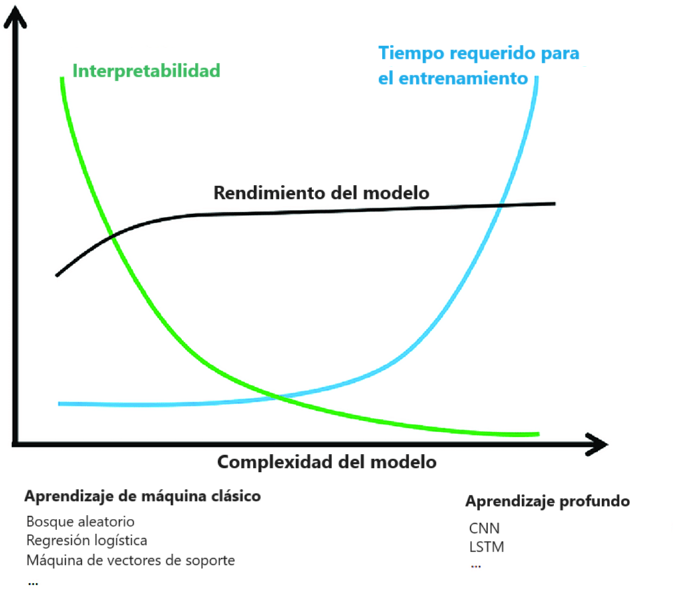 Interpretabilidad
Tiempo requerido para
el entrenamiento
Rendimiento del modelo
Complexidad del modelo
Aprendizaje de máquina clásico
Bosque aleatorio
Regresión logística
Máquina de vectores de soporte
...
Aprendizaje profundo
CNN
LSTM
...